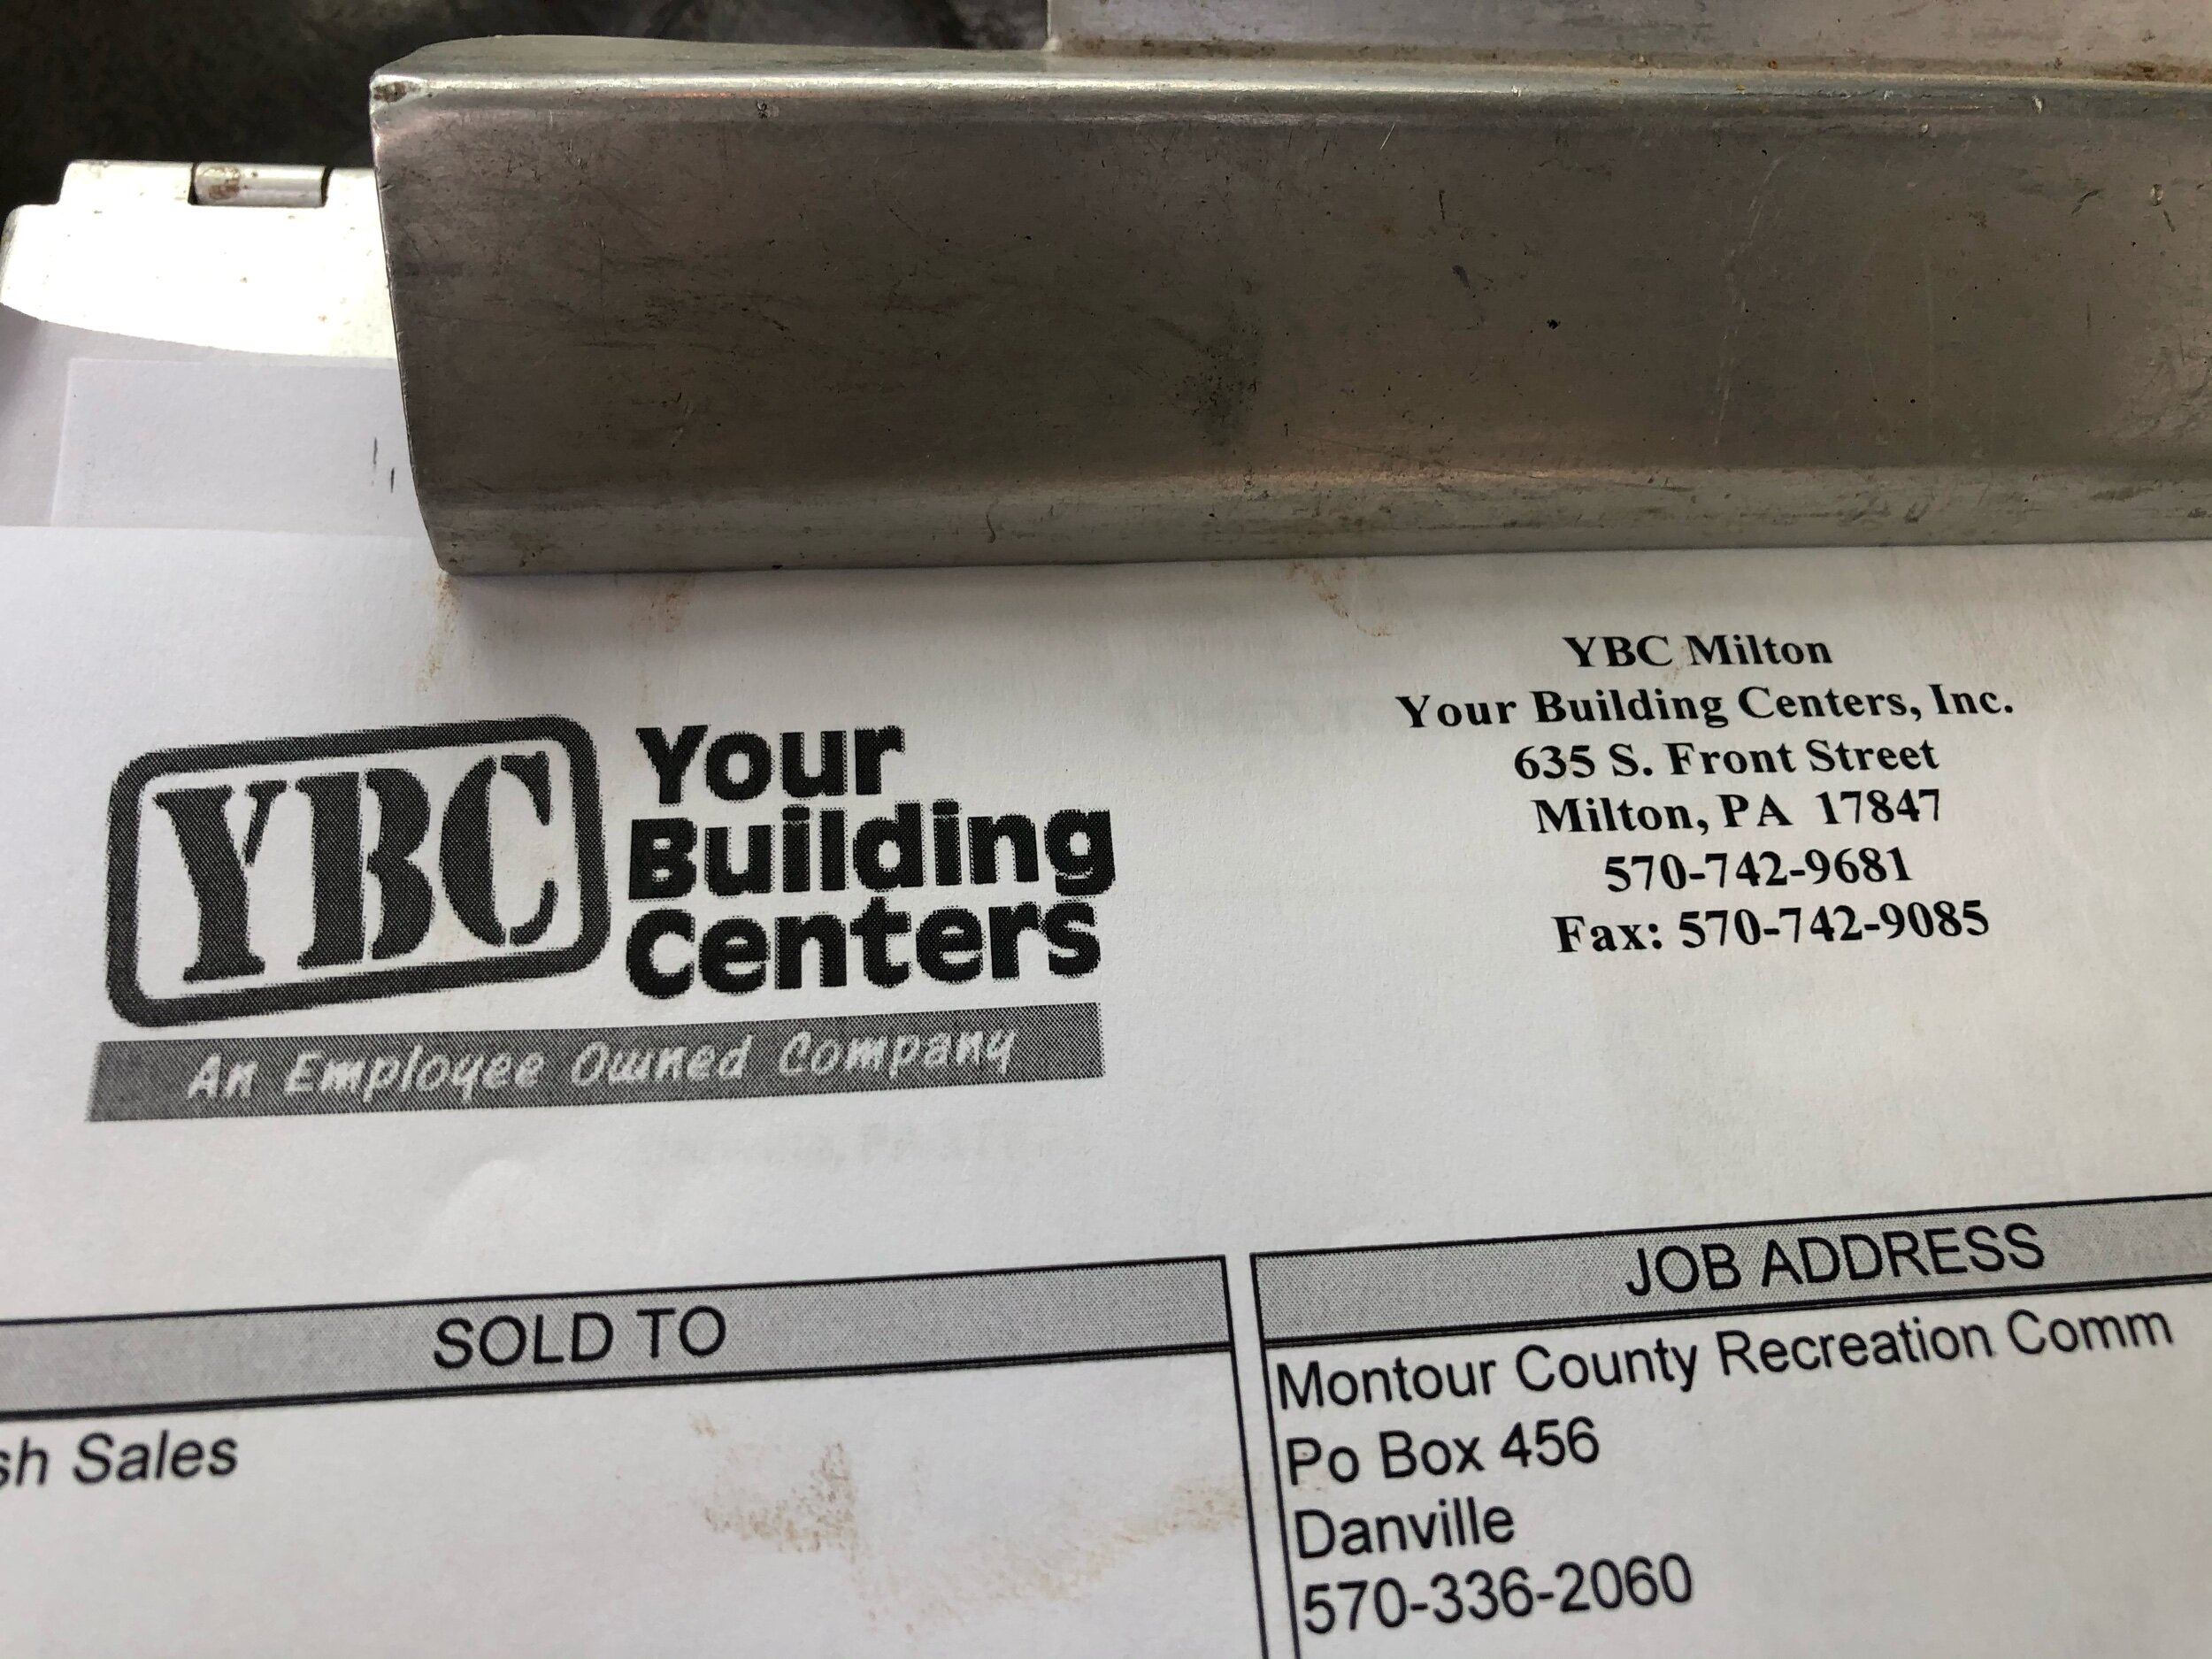 YBC
Your
Building
Centers
An Employee Owned Company
YBC Milton
Your Building Centers, Inc.
635 S. Front Street
Milton, PA 17847
570-742-9681
Fax: 570-742-9085
SOLD TO
sh Sales
JOB ADDRESS
Montour County Recreation Comm
Po Box 456
Danville
570-336-2060